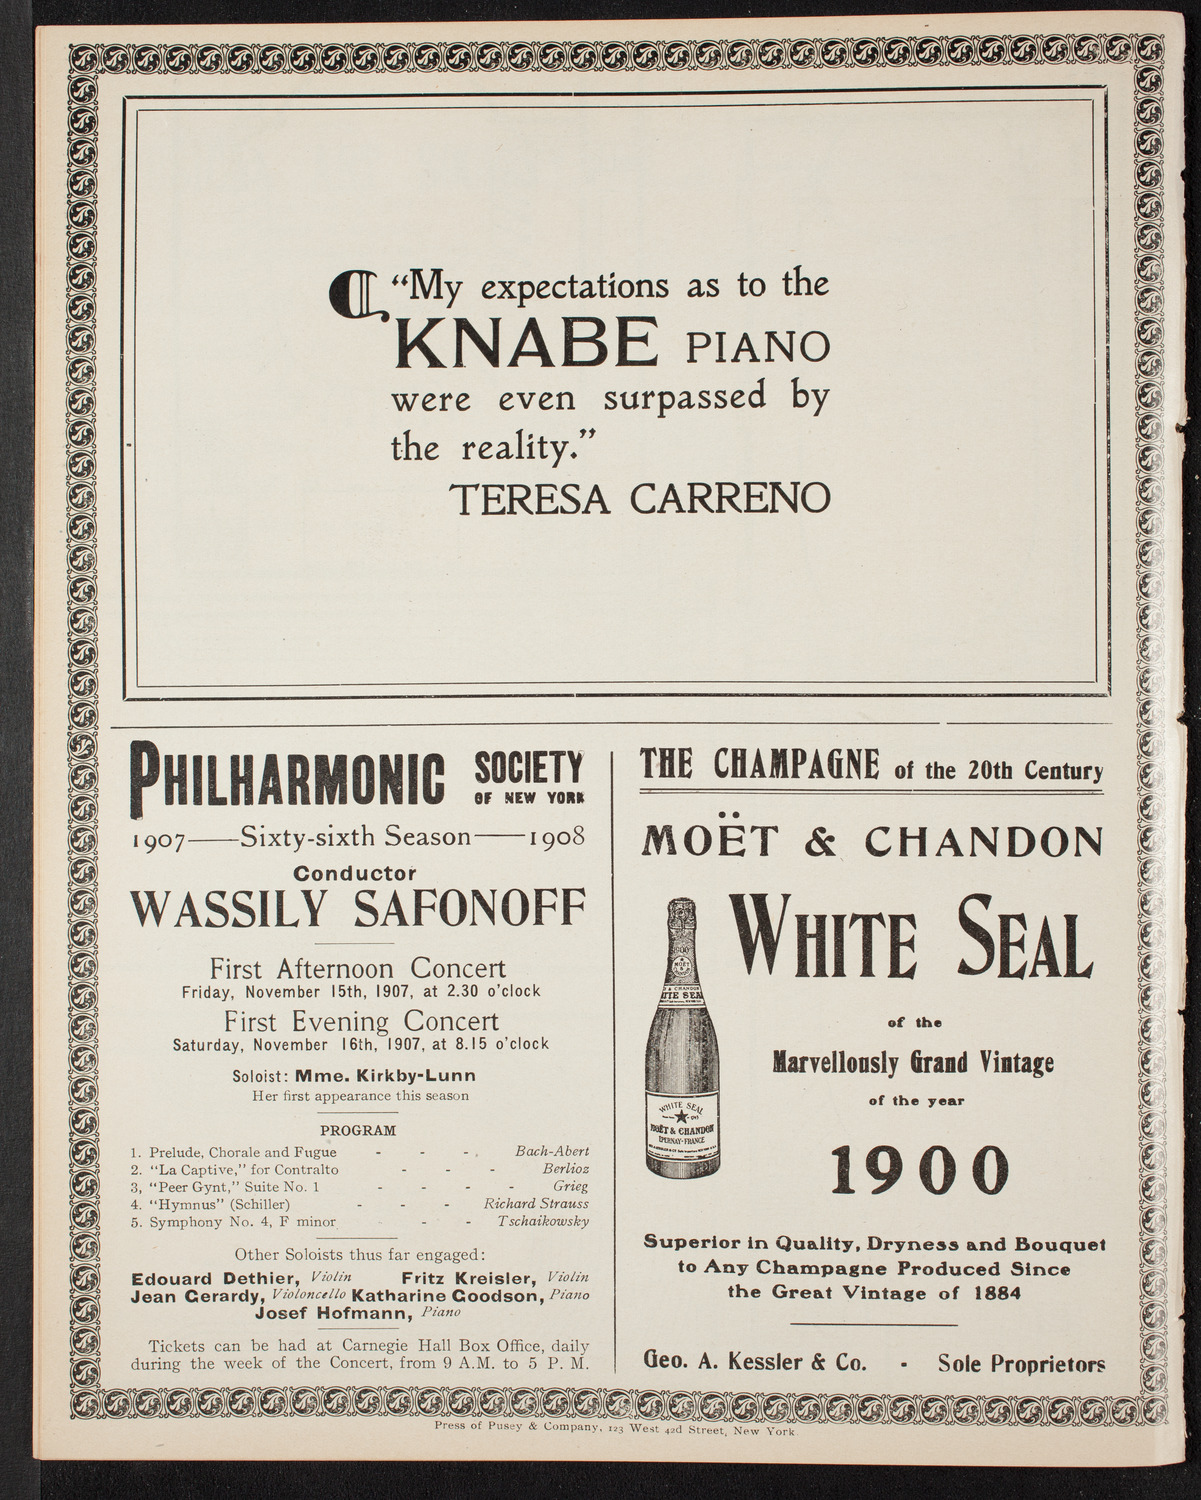 "My expectations as to the
KNABE PIANO
were even surpassed by
the reality."
TERESA CARRENO
PHILHARMONIC SOCIETY
OF NEW YORK
1907——Sixty-sixth Season——1908
Conductor
WASSILY SAFONOFF
First Afternoon Concert
Friday, November 15th, 1907, at 2.30 o'clock
First Evening Concert
Saturday, November 16th, 1907, at 8.15 o'clock
Soloist: Mme. Kirkby-Lunn
Her first appearance this season
PROGRAM
1. Prelude, Chorale and Fugue - - - Bach-Abert
2. "La Captive," for Contralto - - - Berlioz
3, "Peer Gynt," Suite No. 1 - - - - Grieg
4. "Hymnus" (Schiller) - - - Richard Strauss
5. Symphony No. 4, F minor - - Tschaikowsky
Other Soloists thus far engaged:
Edouard Dethier, Violin Fritz Kreisler, Violin
Jean Gerardy, Violoncello Katharine Goodson, Piano
Josef Hofmann, Piano
Tickets can be had at Carnegie Hall Box Office, daily
during the week of the Concert, from 9 A.M. to 5 P. M.
THE CHAMPAGNE of the 20th Century
MOËT & CHANDON
WHITE SEAL
WHITE SEAL
MOËT & CHANDON
EPERNAY-FRANCE
of the
Marvellously Grand Vintage
of the year
1900
Superior in Quality, Dryness and Bouquet
to Any Champagne Produced Since
the Great Vintage of 1884
Geo. A. Kessler & Co. - Sole Proprietors
Press of Pusey & Company, 123 West 42d Street, New York